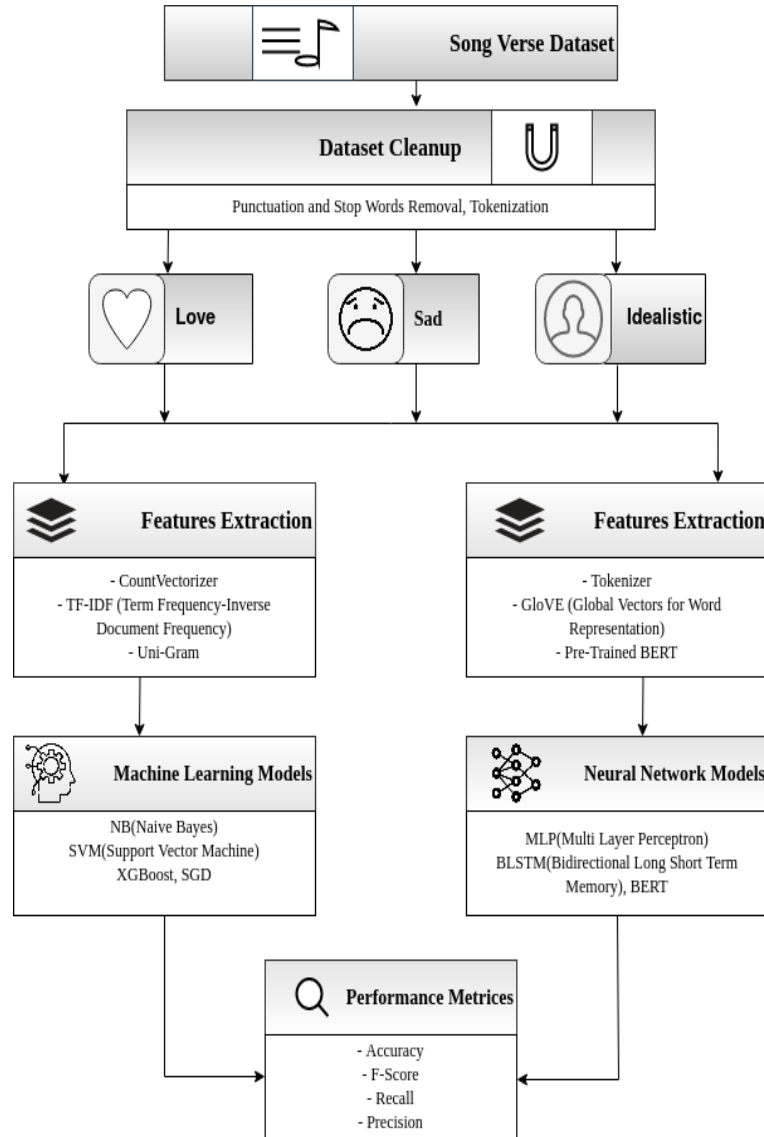 Song Verse Dataset
Dataset Cleanup
Punctuation and Stop Words Removal, Tokenization
Love
Sad
Idealistic
Features Extraction
- CountVectorizer
- TF-IDF (Term Frequency-Inverse
Document Frequency)
- Uni-Gram
Features Extraction
- Tokenizer
- GloVE (Global Vectors for Word
Representation)
- Pre-Trained BERT
Machine Learning Models
NB(Naive Bayes)
SVM(Support Vector Machine)
XGBoost, SGD
Neural Network Models
MLP(Multi Layer Perceptron)
BLSTM(Bidirectional Long Short Term
Memory), BERT
Performance Metrices
- Accuracy
- F-Score
- Recall
- Precision